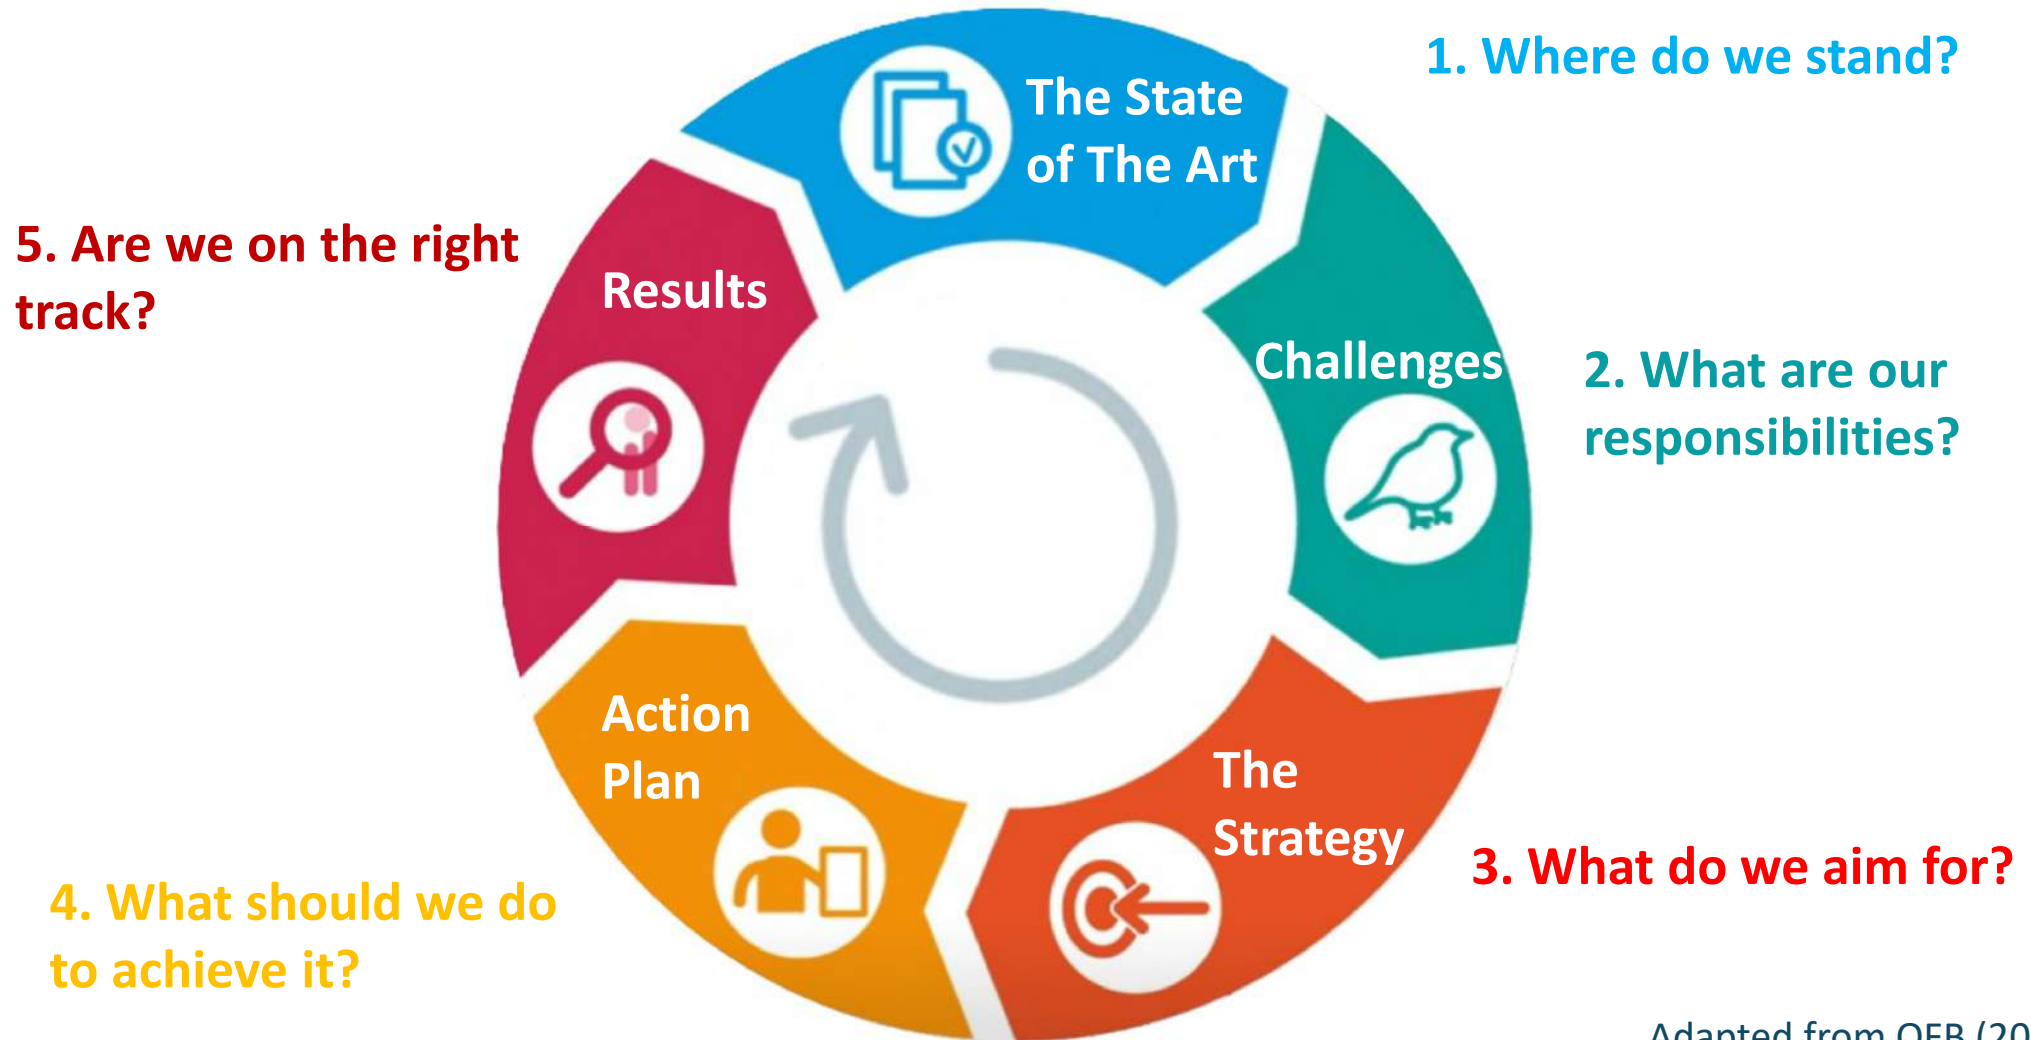 The State
of The Art
1. Where do we stand?
Challenges
2. What are our
responsibilities?
The
Strategy
3. What do we aim for?
Action
Plan
4. What should we do
to achieve it?
Results
5. Are we on the right
track?
Adapted from OFB (20